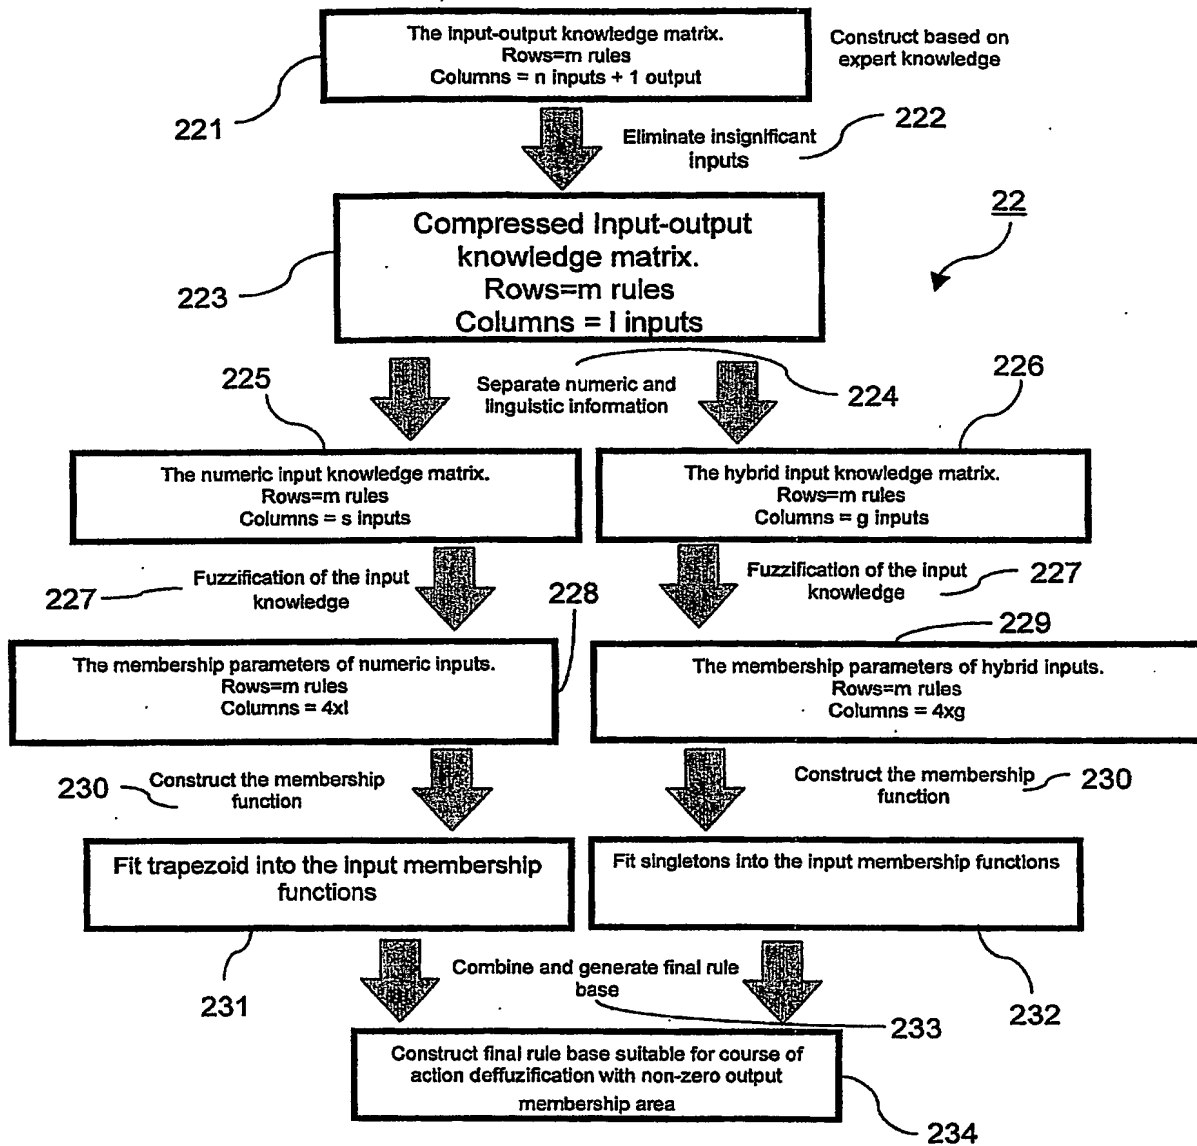 The input-output knowledge matrix.
Rows=m rules
Columns = n inputs + 1 output
Construct based on
expert knowledge
221
Eliminate insignificant
inputs
222
22
Compressed Input-output
knowledge matrix.
Rows=m rules
Columns = l inputs
223
Separate numeric and
linguistic information
224
225
226
The numeric input knowledge matrix.
Rows=m rules
Columns = s inputs
The hybrid input knowledge matrix.
Rows=m rules
Columns = g inputs
227
Fuzzification of the input
knowledge
Fuzzification of the input
knowledge
227
228
229
The membership parameters of numeric inputs.
Rows=m rules
Columns = 4xl
The membership parameters of hybrid inputs.
Rows=m rules
Columns = 4xg
230
Construct the membership
function
Construct the membership
function
230
Fit trapezoid into the input membership
functions
Fit singletons into the input membership functions
231
Combine and generate final rule
base
233
232
Construct final rule base suitable for course of
action deffuzification with non-zero output
membership area
234